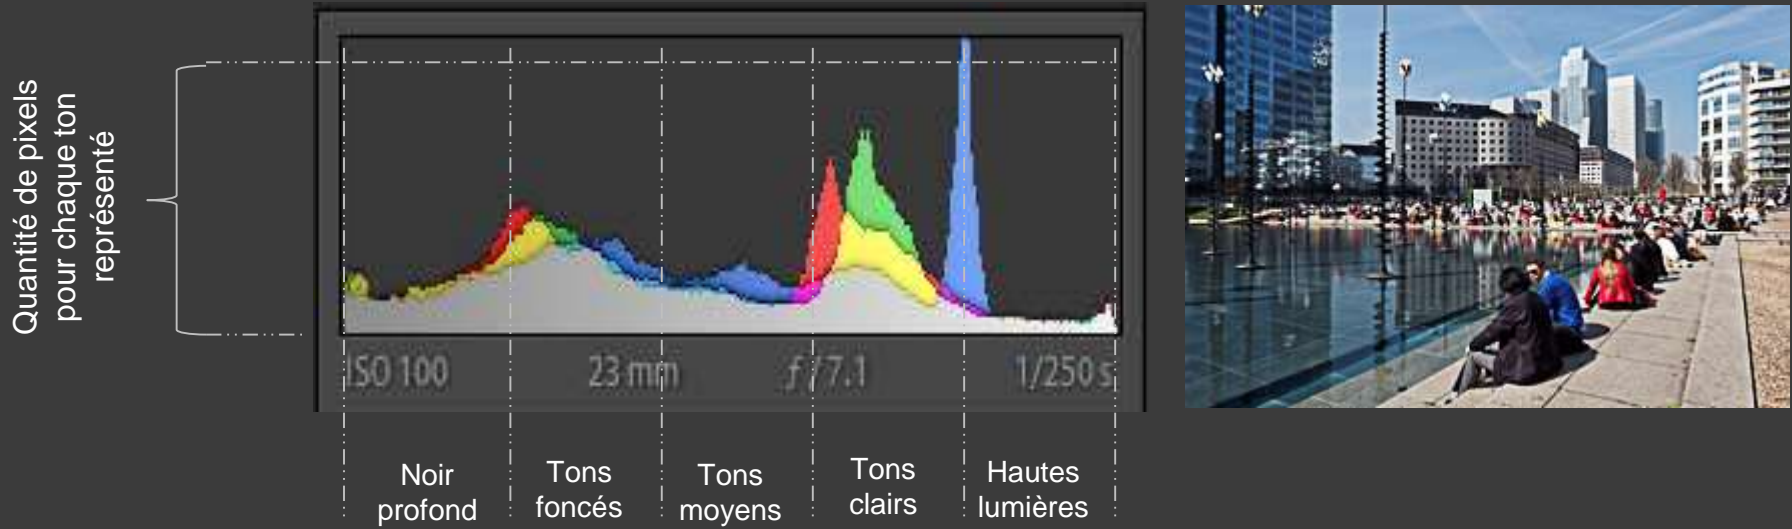 Quantité de pixels
pour chaque ton
représenté
ISO 100
23 mm
ƒ/7.1
1/250 s
Noir
profond
Tons
foncés
Tons
moyens
Tons
clairs
Hautes
lumières